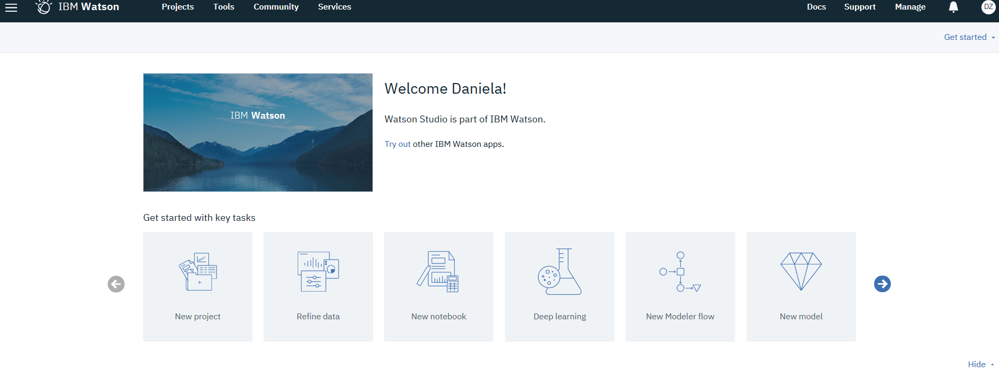 IBM Watson Projects Tools Community Services Docs Support Manage DZ
Get started
IBM Watson
Welcome Daniela!
Watson Studio is part of IBM Watson.
Try out other IBM Watson apps.
Get started with key tasks
New project Refine data New notebook Deep learning New Modeler flow New model
Hide